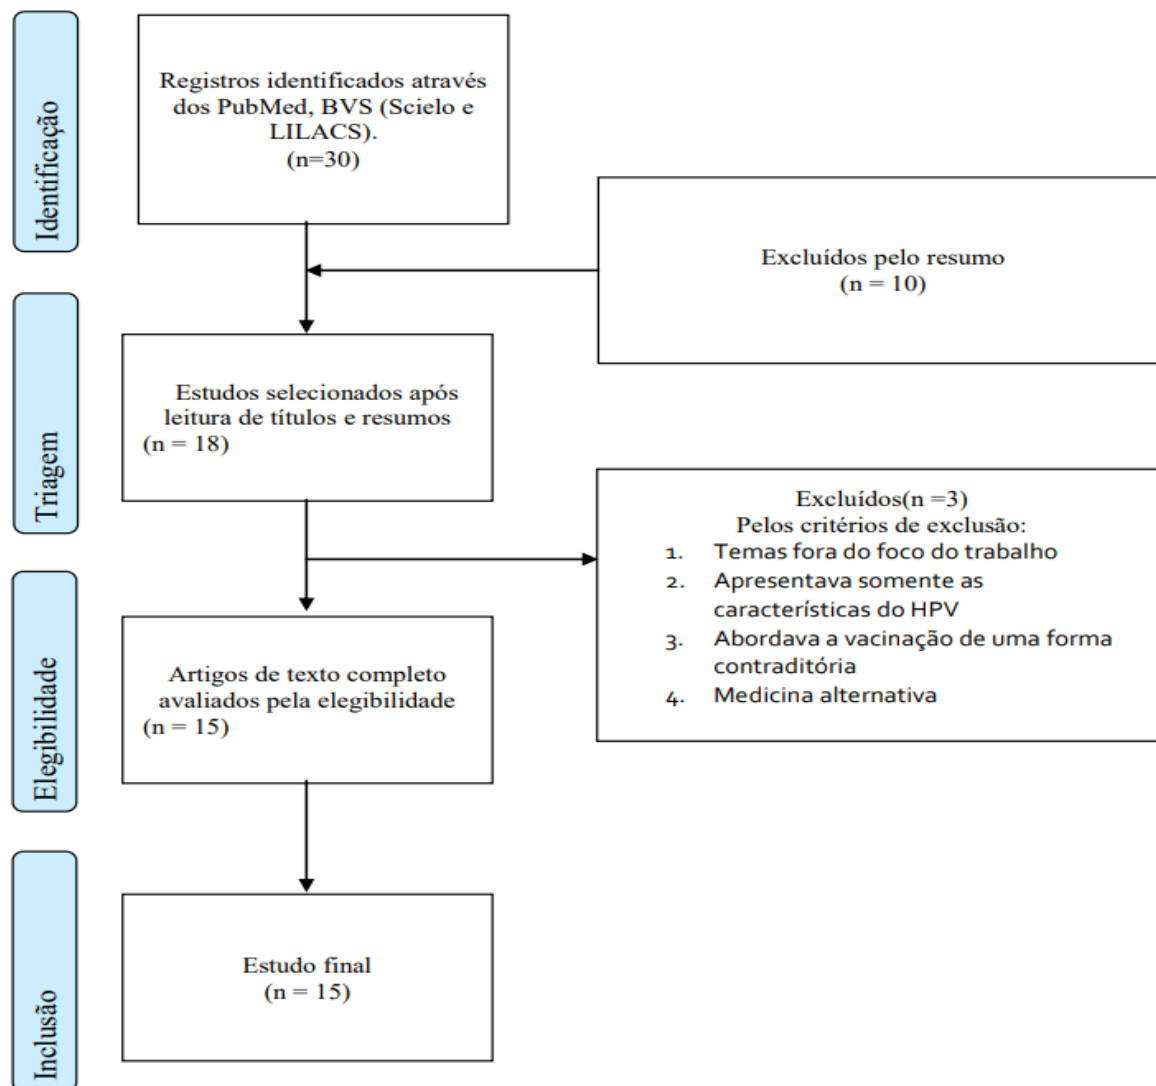 Identificação
Registros identificados através
dos PubMed, BVS (Scielo e
LILACS).
(n=30)
Excluídos pelo resumo
(n = 10)
Triagem
Estudos selecionados após
leitura de títulos e resumos
(n = 18)
Excluídos(n =3)
Pelos critérios de exclusão:
1. Temas fora do foco do trabalho
2. Apresentava somente as
características do HPV
3. Abordava a vacinação de uma forma
contraditória
4. Medicina alternativa
Elegibilidade
Artigos de texto completo
avaliados pela elegibilidade
(n = 15)
Inclusão
Estudo final
(n = 15)